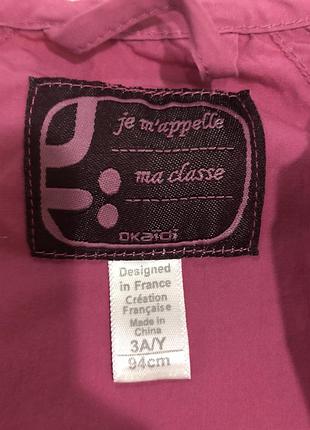 je m'appelle
ma classe
OKAIDI
Designed
in France
Création
Française
Made in
China
3A/Y
94cm